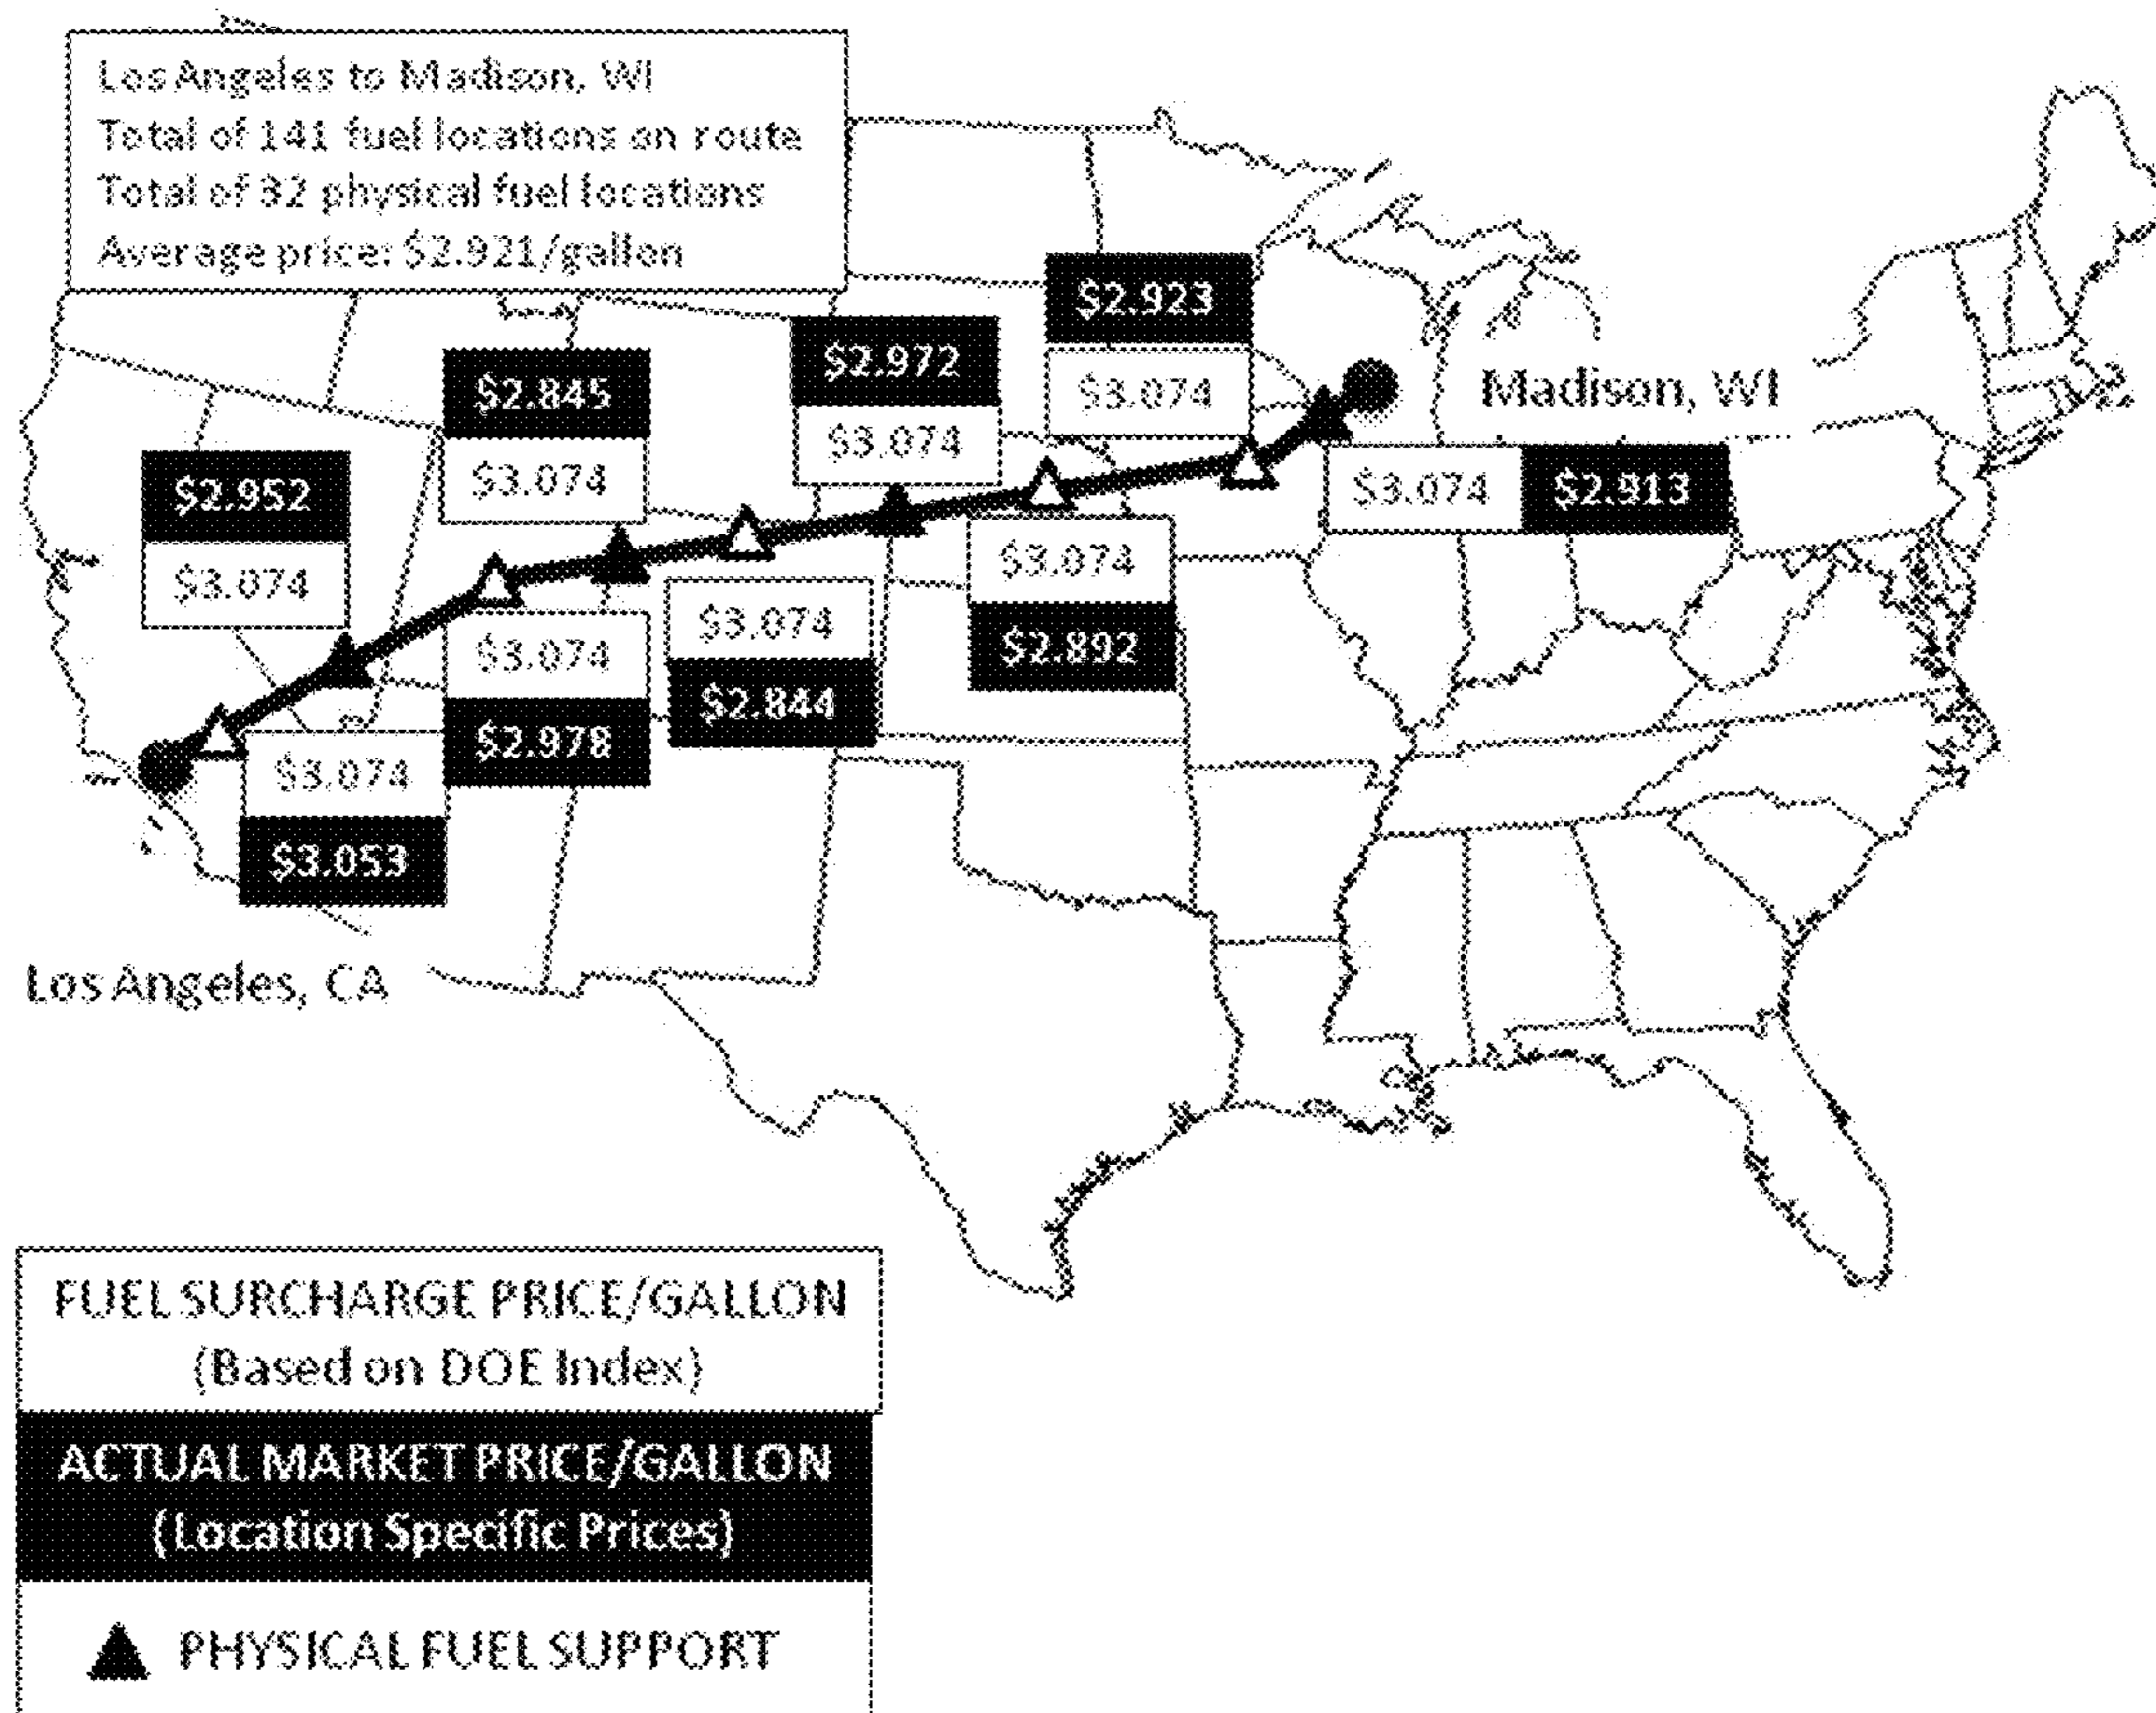 Los Angeles to Madison, WI
Total of 141 fuel locations on route
Total of 32 physical fuel locations
Average price: $2.921/gallon
$2.923
$3.074
$2.972
$3.074
$2.845
$3.074
Madison, WI
$2.952
$3.074
$3.074 $2.913
$3.074
$2.892
$3.074
$2.844
$3.074
$2.978
$3.074
$3.053
Los Angeles, CA
FUEL SURCHARGE PRICE/GALLON
(Based on DOE Index)
ACTUAL MARKET PRICE/GALLON
(Location Specific Prices)
PHYSICAL FUEL SUPPORT